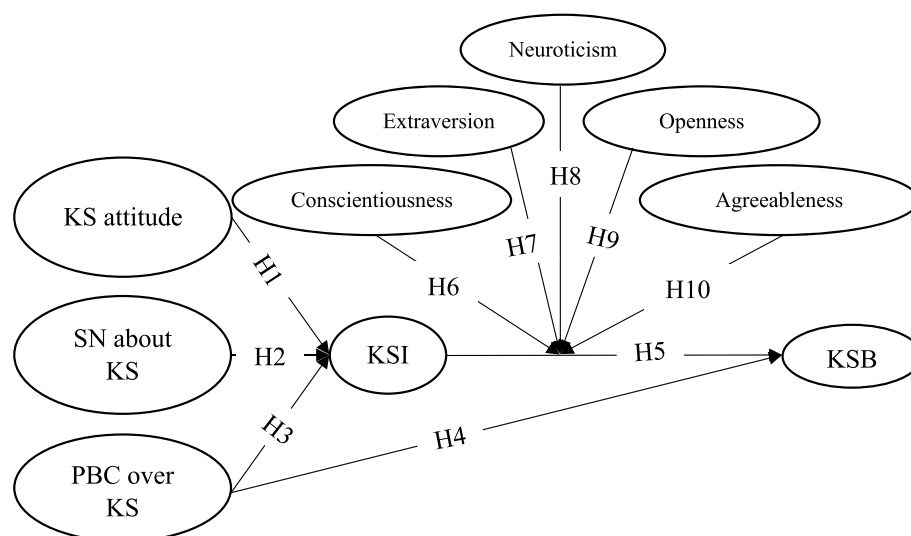 Neuroticism
Extraversion
Openness
Conscientiousness
Agreeableness
KS attitude
H8
H7
H9
H1
H6
H10
SN about
KS
H2
KSI
H5
KSB
H3
H4
PBC over
KS